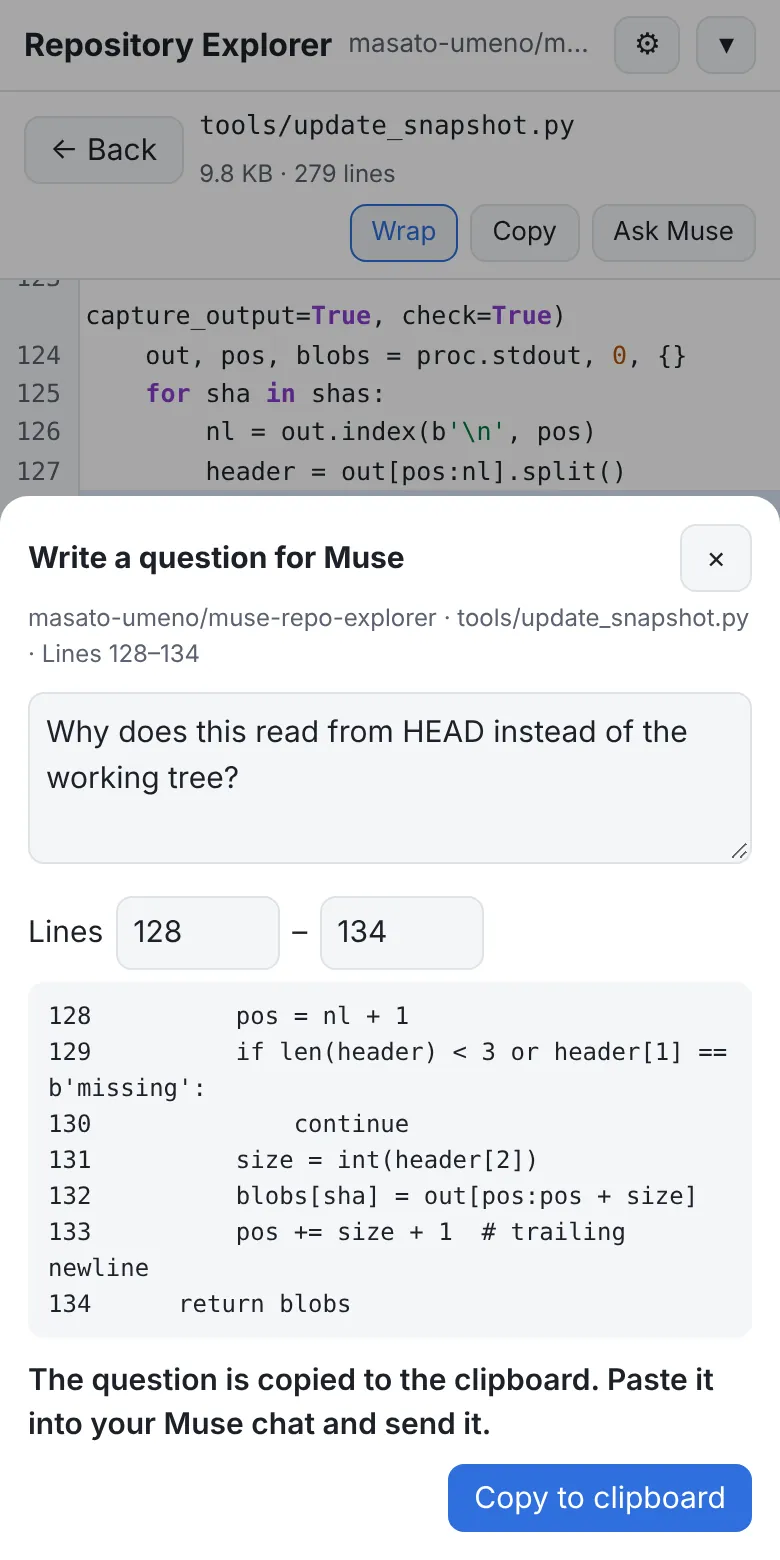 Repository Explorer masato-umeno/m... ⚙ ▼
← Back
tools/update_snapshot.py
9.8 KB · 279 lines
Wrap Copy Ask Muse
capture_output=True, check=True)
124     out, pos, blobs = proc.stdout, 0, {}
125     for sha in shas:
126         nl = out.index(b'\n', pos)
127         header = out[pos:nl].split()
Write a question for Muse ×
masato-umeno/muse-repo-explorer · tools/update_snapshot.py
· Lines 128–134
Why does this read from HEAD instead of the
working tree?
Lines 128 – 134
128         pos = nl + 1
129         if len(header) < 3 or header[1] ==
b'missing':
130             continue
131         size = int(header[2])
132         blobs[sha] = out[pos:pos + size]
133         pos += size + 1  # trailing
newline
134     return blobs
The question is copied to the clipboard. Paste it
into your Muse chat and send it.
Copy to clipboard